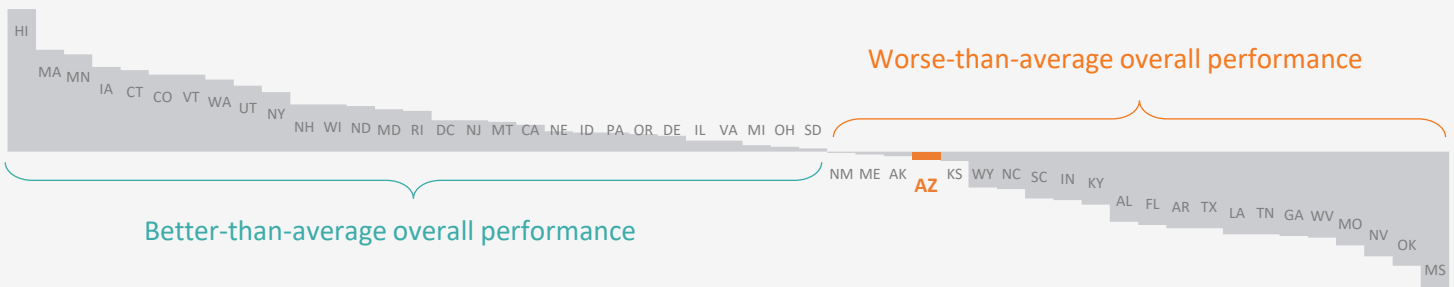 HI
MA MN IA CT CO VT WA UT NY NH WI ND MD RI DC NJ MT CA NE ID PA OR DE IL VA MI OH SD
Worse-than-average overall performance
NM ME AK AZ KS WY NC SC IN KY AL FL AR TX LA TN GA WV MO NV OK MS
Better-than-average overall performance